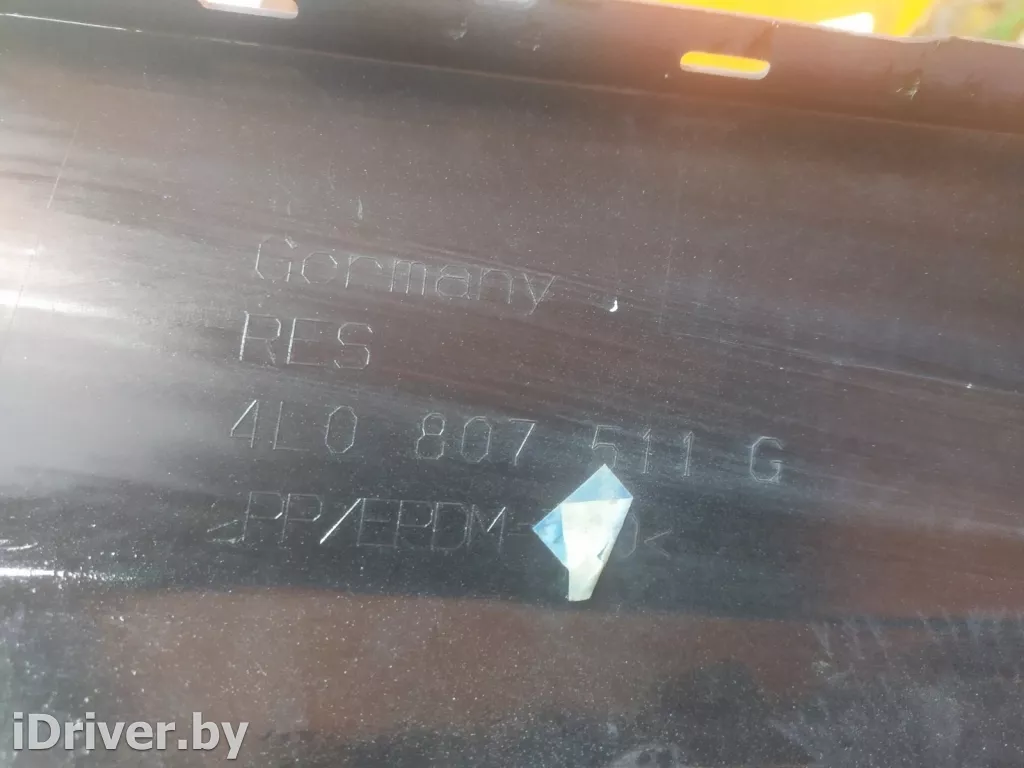 Germany
RES
4L0 807 511 G
>PP/EPDM-
iDriver.by